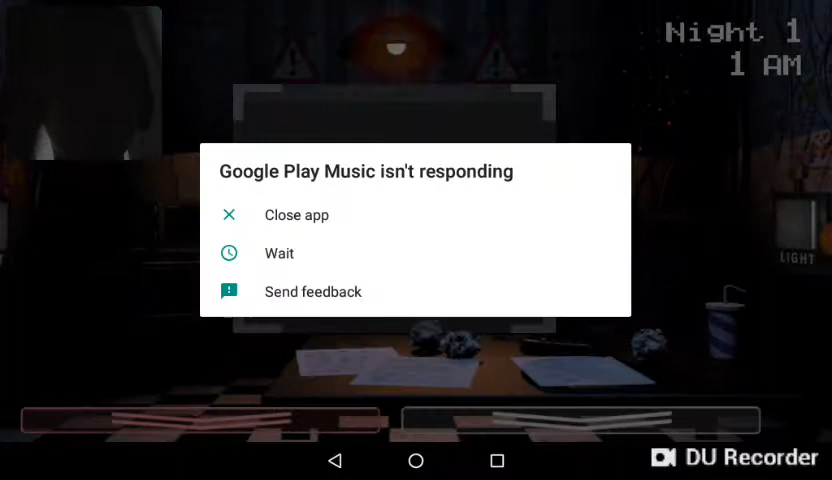 Night 1
1 AM
Google Play Music isn't responding
Close app
Wait
Send feedback
LIGHT
DU Recorder